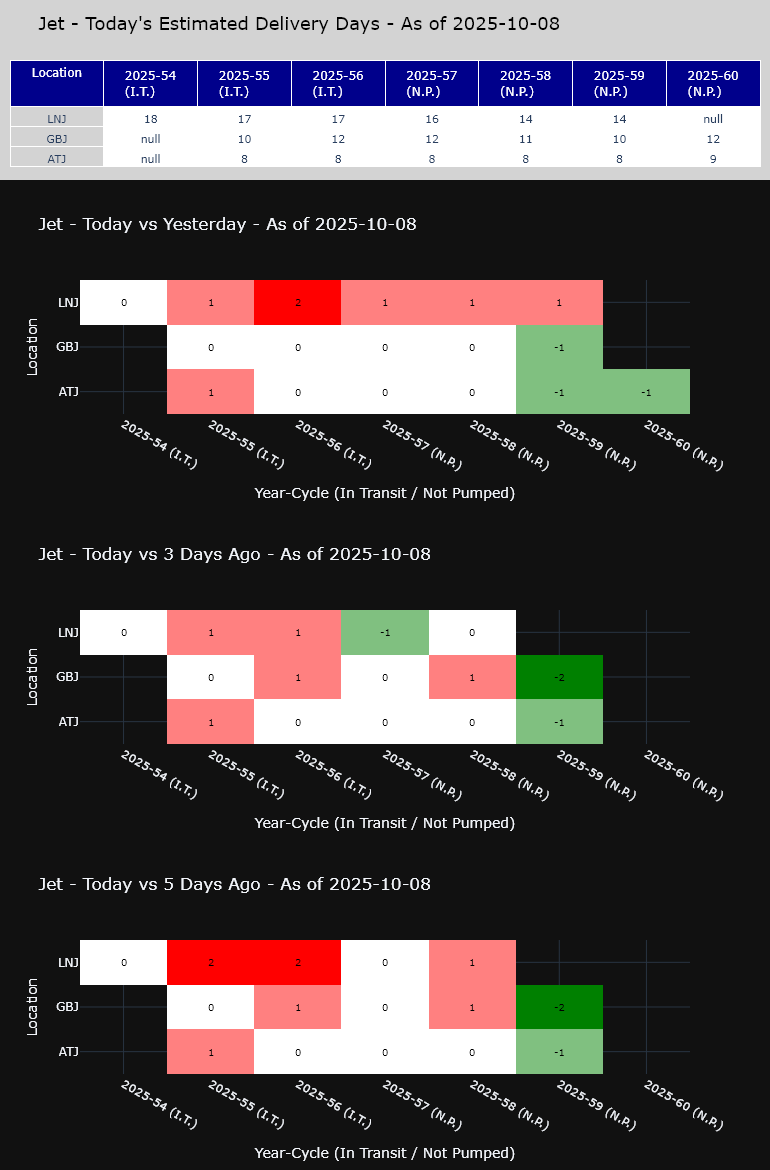 Jet - Today's Estimated Delivery Days - As of 2025-10-08
Location 2025-54 (I.T.) 2025-55 (I.T.) 2025-56 (I.T.) 2025-57 (N.P.) 2025-58 (N.P.) 2025-59 (N.P.) 2025-60 (N.P.)
LNJ 18 17 17 16 14 14 null
GBJ null 10 12 12 11 10 12
ATJ null 8 8 8 8 8 9
Jet - Today vs Yesterday - As of 2025-10-08
Location
LNJ 0 1 2 1 1 1
GBJ 0 0 0 0 -1
ATJ 1 0 0 0 -1 -1
2025-54 (I.T.) 2025-55 (I.T.) 2025-56 (I.T.) 2025-57 (N.P.) 2025-58 (N.P.) 2025-59 (N.P.) 2025-60 (N.P.)
Year-Cycle (In Transit / Not Pumped)
Jet - Today vs 3 Days Ago - As of 2025-10-08
Location
LNJ 0 1 1 -1 0
GBJ 0 1 0 1 -2
ATJ 1 0 0 0 -1
2025-54 (I.T.) 2025-55 (I.T.) 2025-56 (I.T.) 2025-57 (N.P.) 2025-58 (N.P.) 2025-59 (N.P.) 2025-60 (N.P.)
Year-Cycle (In Transit / Not Pumped)
Jet - Today vs 5 Days Ago - As of 2025-10-08
Location
LNJ 0 2 2 0 1
GBJ 0 1 0 1 -2
ATJ 1 0 0 0 -1
2025-54 (I.T.) 2025-55 (I.T.) 2025-56 (I.T.) 2025-57 (N.P.) 2025-58 (N.P.) 2025-59 (N.P.) 2025-60 (N.P.)
Year-Cycle (In Transit / Not Pumped)